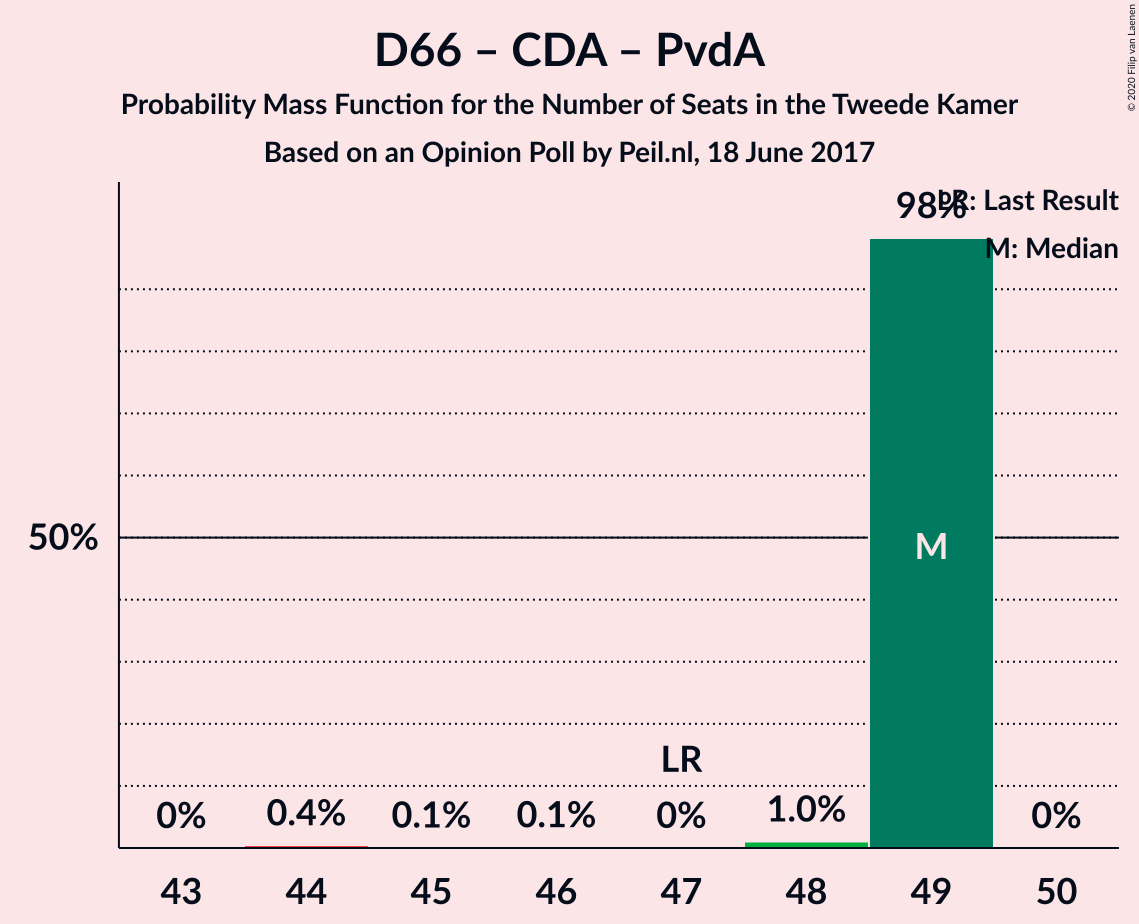 D66 – CDA – PvdA
Probability Mass Function for the Number of Seats in the Tweede Kamer
Based on an Opinion Poll by Peil.nl, 18 June 2017
© 2020 Filip van Laenen
98%
LR: Last Result
M: Median
50%
M
LR
0%
0.4%
0.1%
0.1%
0%
1.0%
0%
43
44
45
46
47
48
49
50